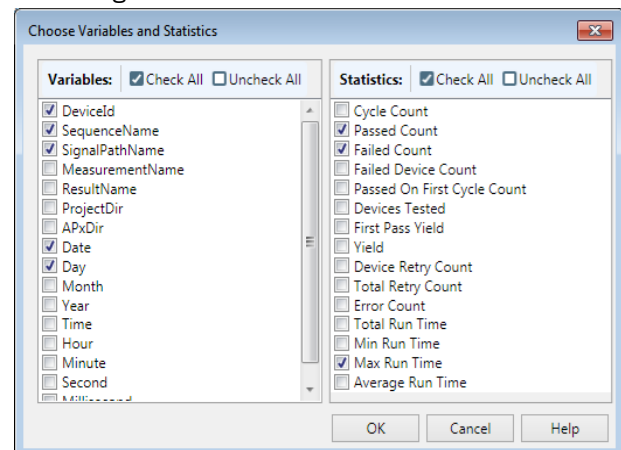 Choose Variables and Statistics
Variables: Check All Uncheck All
DeviceId
SequenceName
SignalPathName
MeasurementName
ResultName
ProjectDir
APxDir
Date
Day
Month
Year
Time
Hour
Minute
Second
Millisecond
Statistics: Check All Uncheck All
Cycle Count
Passed Count
Failed Count
Failed Device Count
Passed On First Cycle Count
Devices Tested
First Pass Yield
Yield
Device Retry Count
Total Retry Count
Error Count
Total Run Time
Min Run Time
Max Run Time
Average Run Time
OK Cancel Help